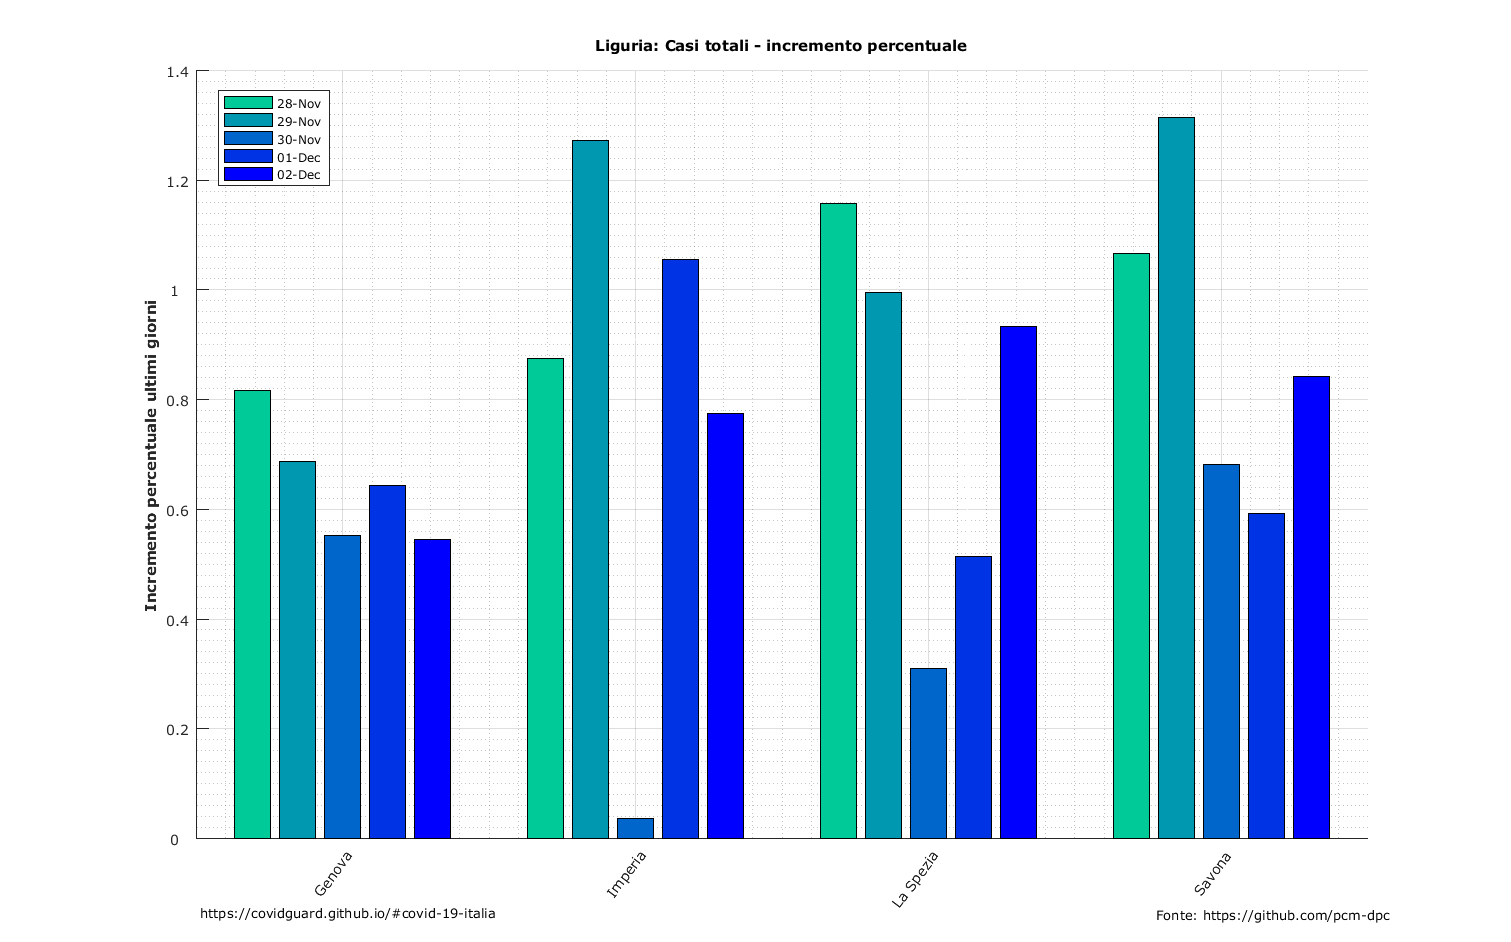 Liguria: Casi totali - incremento percentuale
Incremento percentuale ultimi giorni
1.4
1.2
1
0.8
0.6
0.4
0.2
0
28-Nov
29-Nov
30-Nov
01-Dec
02-Dec
Genova
Imperia
La Spezia
Savona
https://covidguard.github.io/#covid-19-italia
Fonte: https://github.com/pcm-dpc